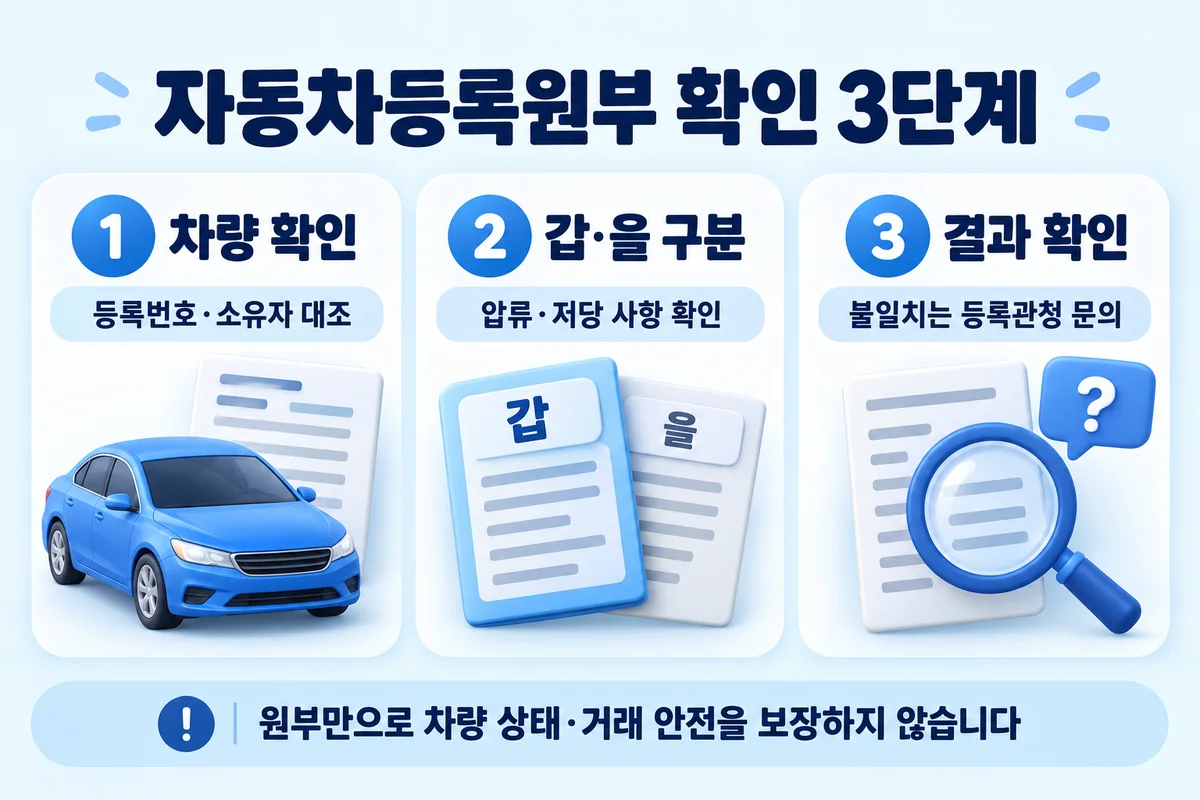 자동차등록원부 확인 3단계
1 차량 확인
등록번호·소유자 대조
2 갑·을 구분
압류·저당 사항 확인
갑
을
3 결과 확인
불일치는 등록관청 문의
?
! 원부만으로 차량 상태·거래 안전을 보장하지 않습니다